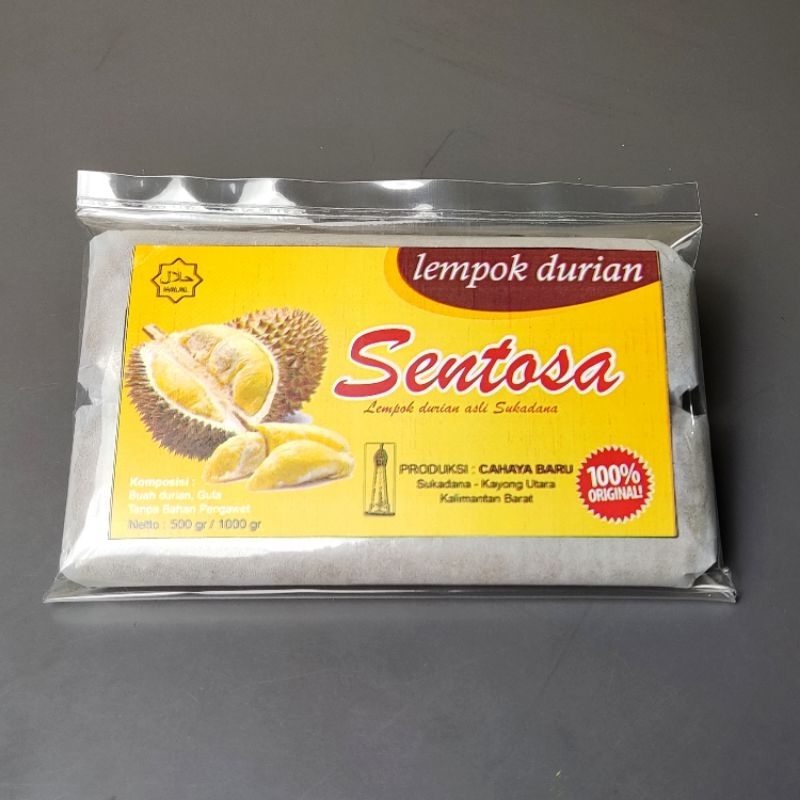 حلال
HALAL
lempok durian
Sentosa
Lempok durian asli Sukadana
Komposisi :
Buah durian, Gula
Tanpa Bahan Pengawet
Netto : 500 gr / 1000 gr
PRODUKSI : CAHAYA BARU
Sukadana - Kayong Utara
Kalimantan Barat
100%
ORIGINAL!